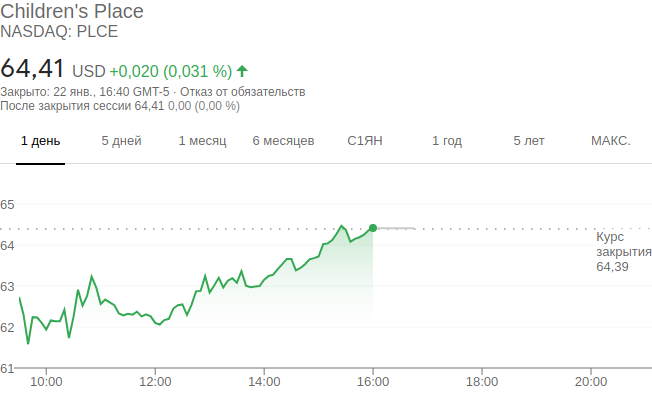 Children's Place
NASDAQ: PLCE
64,41 USD +0,020 (0,031 %)
Закрыто: 22 янв., 16:40 GMT-5 · Отказ от обязательств
После закрытия сессии 64,41 0,00 (0,00 %)
1 день 5 дней 1 месяц 6 месяцев С1ЯН 1 год 5 лет МАКС.
65
64
63
62
61
Курс
закрытия
64,39
10:00 12:00 14:00 16:00 18:00 20:00